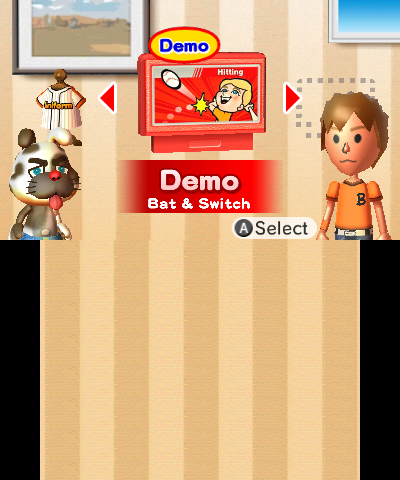 Demo
Hitting
Uniform
Demo
Bat & Switch
B
A Select